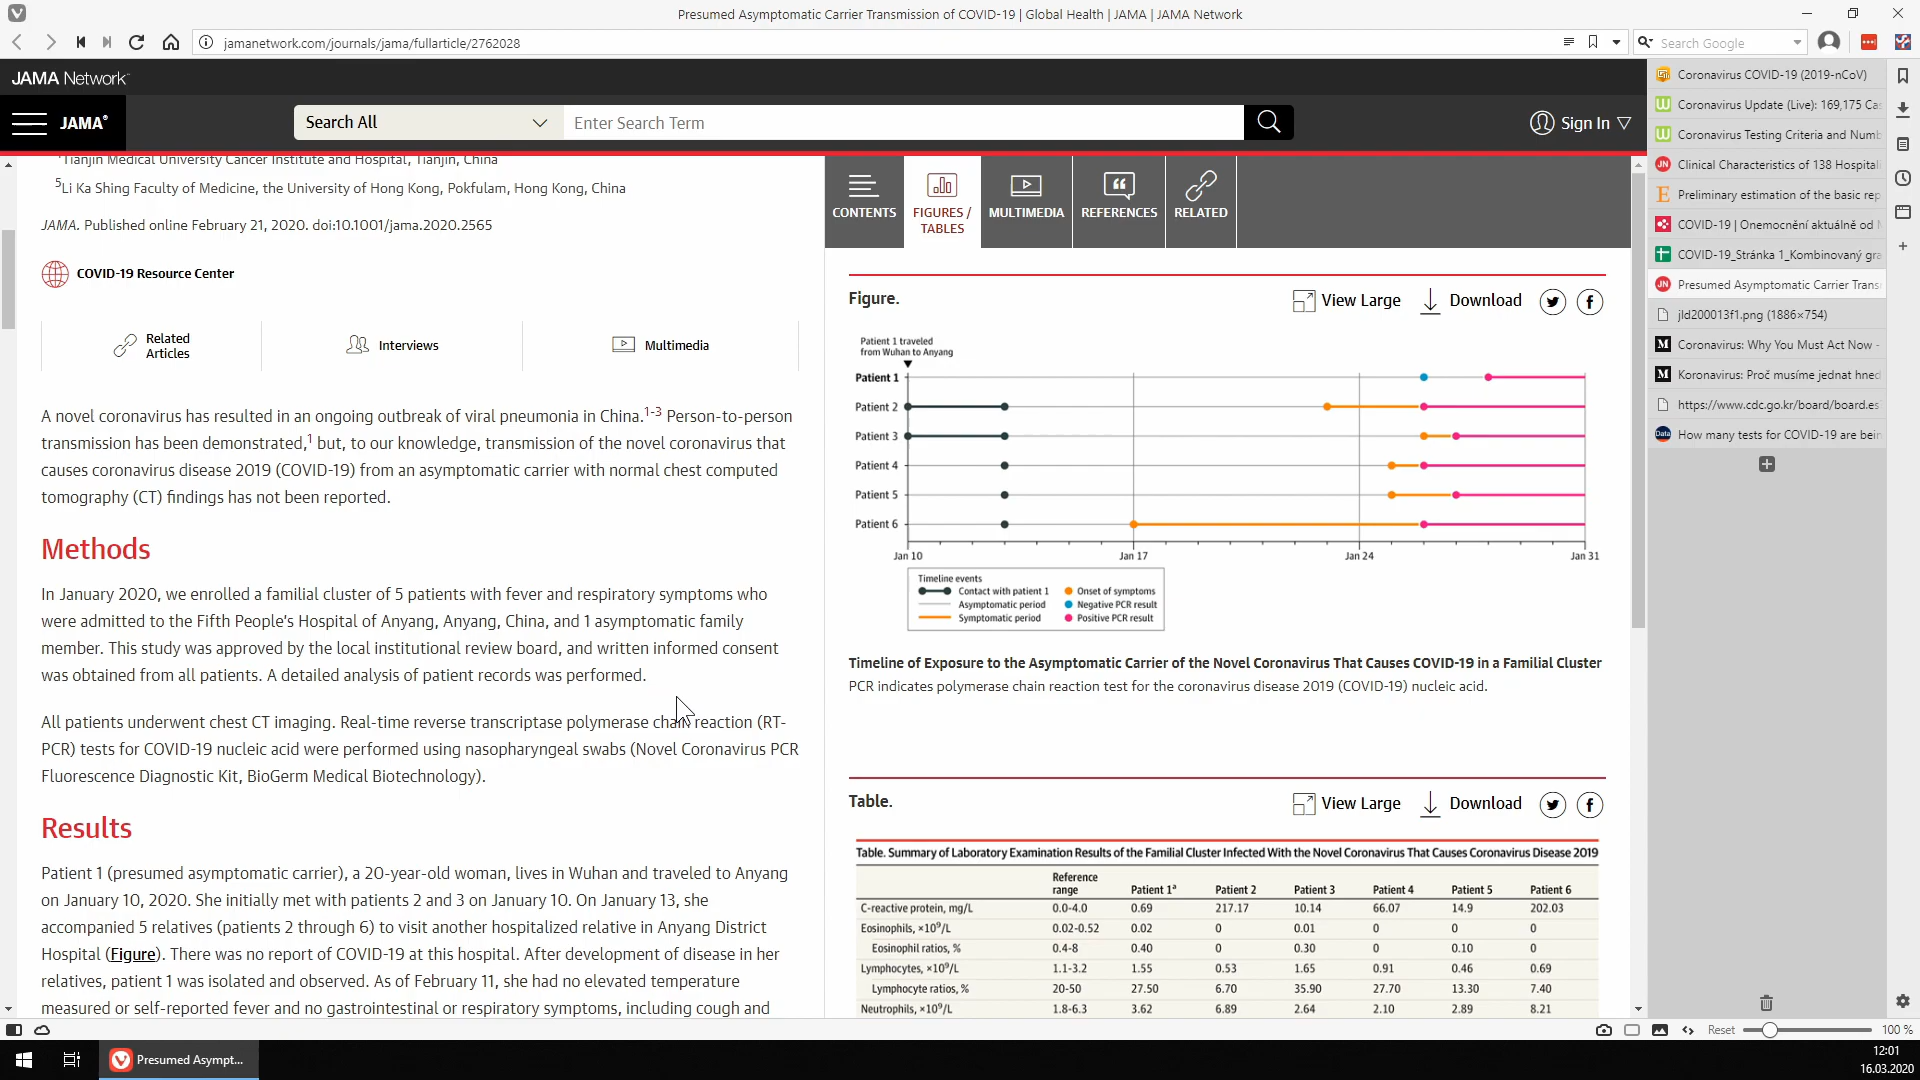 Presumed Asymptomatic Carrier Transmission of COVID-19 | Global Health | JAMA | JAMA Network
jamanetwork.com/journals/jama/fullarticle/2762028
Search Google
JAMA Network
JAMA®
Search All
Enter Search Term
Sign In
Tianjin Medical University Cancer Institute and Hospital, Tianjin, China
5Li Ka Shing Faculty of Medicine, the University of Hong Kong, Pokfulam, Hong Kong, China
JAMA. Published online February 21, 2020. doi:10.1001/jama.2020.2565
COVID-19 Resource Center
Related Articles
Interviews
Multimedia
A novel coronavirus has resulted in an ongoing outbreak of viral pneumonia in China.1-3 Person-to-person
transmission has been demonstrated,1 but, to our knowledge, transmission of the novel coronavirus that
causes coronavirus disease 2019 (COVID-19) from an asymptomatic carrier with normal chest computed
tomography (CT) findings has not been reported.
Methods
In January 2020, we enrolled a familial cluster of 5 patients with fever and respiratory symptoms who
were admitted to the Fifth People's Hospital of Anyang, Anyang, China, and 1 asymptomatic family
member. This study was approved by the local institutional review board, and written informed consent
was obtained from all patients. A detailed analysis of patient records was performed.
All patients underwent chest CT imaging. Real-time reverse transcriptase polymerase chain reaction (RT-
PCR) tests for COVID-19 nucleic acid were performed using nasopharyngeal swabs (Novel Coronavirus PCR
Fluorescence Diagnostic Kit, BioGerm Medical Biotechnology).
Results
Patient 1 (presumed asymptomatic carrier), a 20-year-old woman, lives in Wuhan and traveled to Anyang
on January 10, 2020. She initially met with patients 2 and 3 on January 10. On January 13, she
accompanied 5 relatives (patients 2 through 6) to visit another hospitalized relative in Anyang District
Hospital (Figure). There was no report of COVID-19 at this hospital. After development of disease in her
relatives, patient 1 was isolated and observed. As of February 11, she had no elevated temperature
measured or self-reported fever and no gastrointestinal or respiratory symptoms, including cough and
CONTENTS
FIGURES / TABLES
MULTIMEDIA
REFERENCES
RELATED
Figure.
View Large
Download
Patient 1 traveled
from Wuhan to Anyang
Patient 1
Patient 2
Patient 3
Patient 4
Patient 5
Patient 6
Jan 10 Jan 17 Jan 24 Jan 31
Timeline events
Contact with patient 1 Onset of symptoms
Asymptomatic period Negative PCR result
Symptomatic period Positive PCR result
Timeline of Exposure to the Asymptomatic Carrier of the Novel Coronavirus That Causes COVID-19 in a Familial Cluster
PCR indicates polymerase chain reaction test for the coronavirus disease 2019 (COVID-19) nucleic acid.
Table.
View Large
Download
Table. Summary of Laboratory Examination Results of the Familial Cluster Infected With the Novel Coronavirus That Causes Coronavirus Disease 2019
Reference range Patient 1a Patient 2 Patient 3 Patient 4 Patient 5 Patient 6
C-reactive protein, mg/L 0.0-4.0 0.69 217.17 10.14 66.07 14.9 202.03
Eosinophils, ×10⁹/L 0.02-0.52 0.02 0 0.01 0 0 0
Eosinophil ratios, % 0.4-8 0.40 0 0.30 0 0.10 0
Lymphocytes, ×10⁹/L 1.1-3.2 1.55 0.53 1.65 0.91 0.46 0.69
Lymphocyte ratios, % 20-50 27.50 6.70 35.90 27.70 13.30 7.40
Neutrophils, ×10⁹/L 1.8-6.3 3.62 6.89 2.64 2.10 2.89 8.21
Coronavirus COVID-19 (2019-nCoV)
Coronavirus Update (Live): 169,175 Ca
Coronavirus Testing Criteria and Numb
Clinical Characteristics of 138 Hospitali
Preliminary estimation of the basic rep
COVID-19 | Onemocnění aktuálně od
COVID-19_Stránka 1_Kombinovaný gra
Presumed Asymptomatic Carrier Trans
jld200013f1.png (1886×754)
Coronavirus: Why You Must Act Now -
Koronavirus: Proč musíme jednat hned
https://www.cdc.go.kr/board/board.es
How many tests for COVID-19 are bein
Reset
100 %
Presumed Asympt...
12:01
16.03.2020